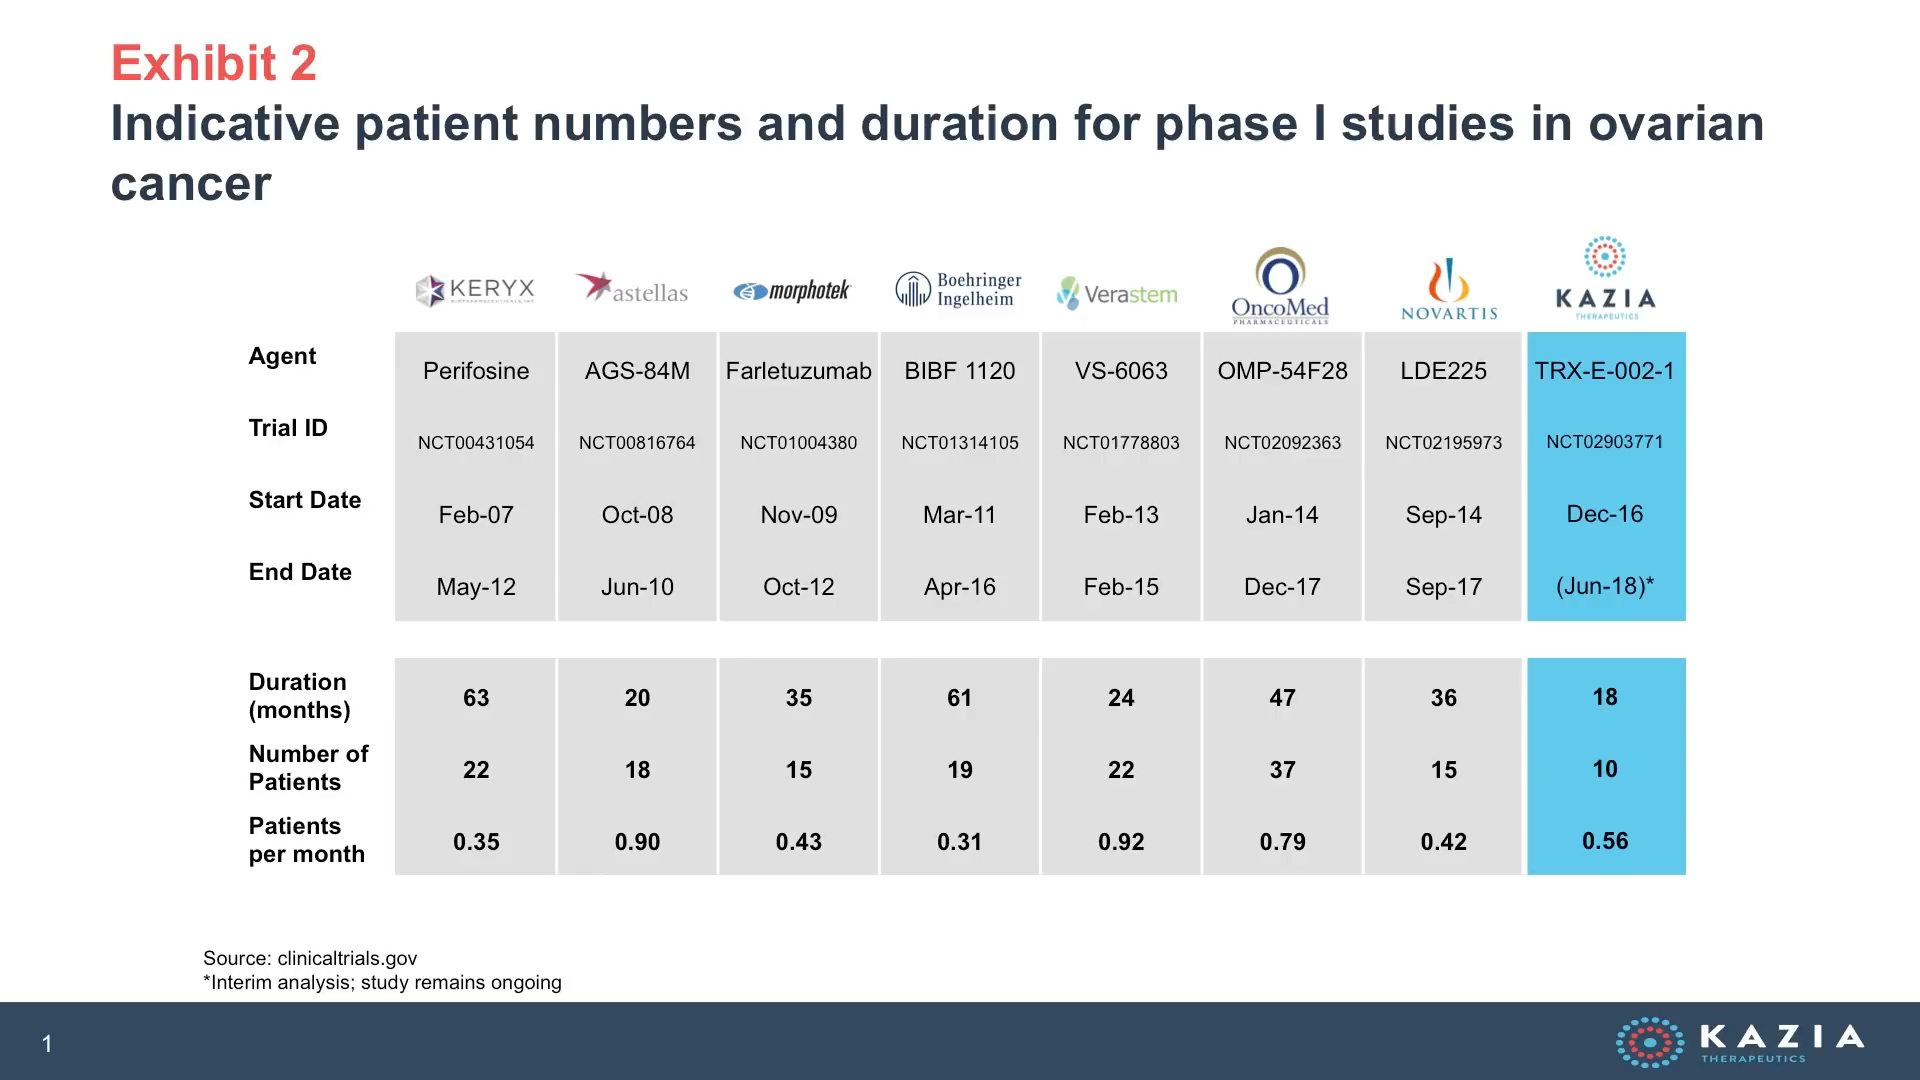 Exhibit 2
Indicative patient numbers and duration for phase I studies in ovarian
cancer
KERYX astellas morphotek Boehringer Ingelheim Verastem OncoMed PHARMACEUTICALS NOVARTIS KAZIA THERAPEUTICS
Agent Perifosine AGS-84M Farletuzumab BIBF 1120 VS-6063 OMP-54F28 LDE225 TRX-E-002-1
Trial ID NCT00431054 NCT00816764 NCT01004380 NCT01314105 NCT01778803 NCT02092363 NCT02195973 NCT02903771
Start Date Feb-07 Oct-08 Nov-09 Mar-11 Feb-13 Jan-14 Sep-14 Dec-16
End Date May-12 Jun-10 Oct-12 Apr-16 Feb-15 Dec-17 Sep-17 (Jun-18)*
Duration (months) 63 20 35 61 24 47 36 18
Number of Patients 22 18 15 19 22 37 15 10
Patients per month 0.35 0.90 0.43 0.31 0.92 0.79 0.42 0.56
Source: clinicaltrials.gov
*Interim analysis; study remains ongoing
1
KAZIA
THERAPEUTICS